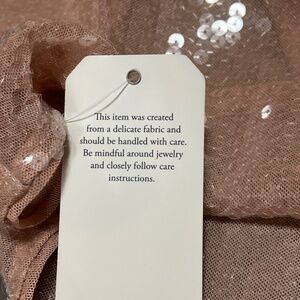 This item was created
from a delicate fabric and
should be handled with care.
Be mindful around jewelry
and closely follow care
instructions.